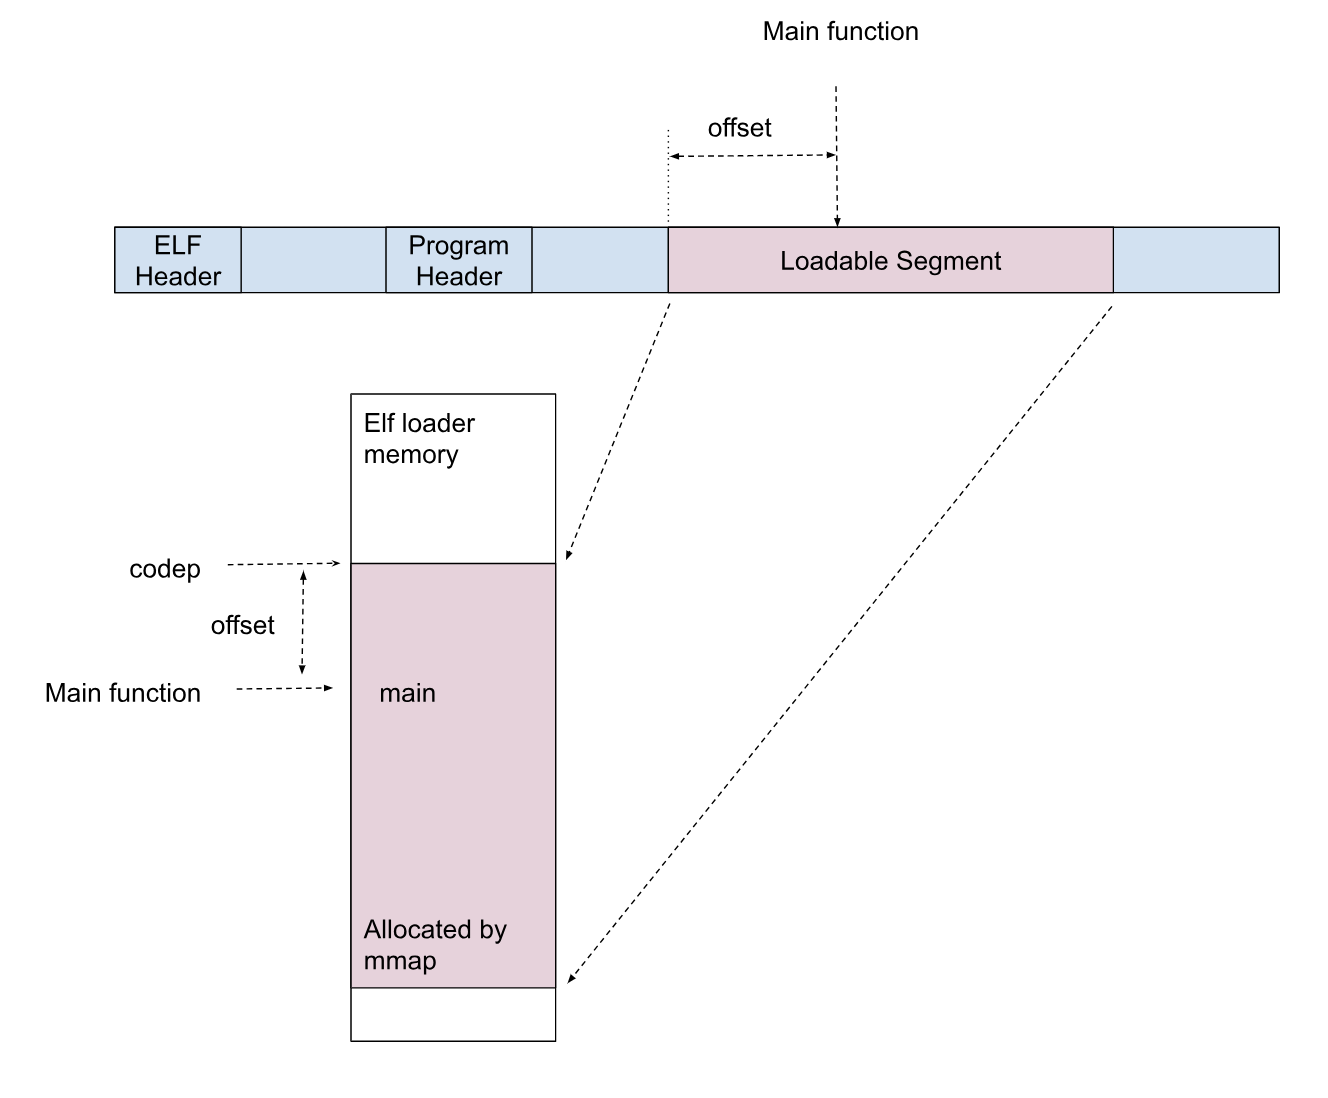 Main function
offset
ELF
Header
Program
Header
Loadable Segment
Elf loader
memory
codep
offset
Main function
main
Allocated by
mmap